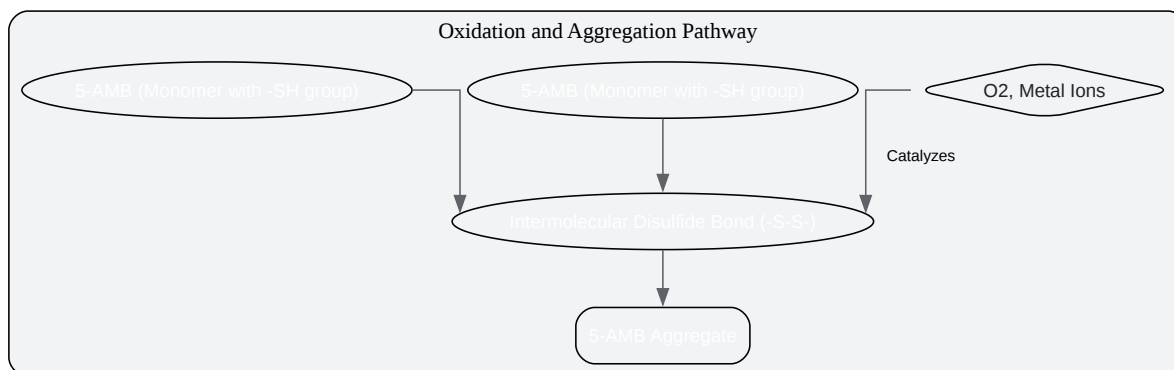 Oxidation and Aggregation Pathway
5-AMB (Monomer with -SH group)
5-AMB (Monomer with -SH group)
O2, Metal Ions
Catalyzes
Intermolecular Disulfide Bond (-S-S-)
5-AMB Aggregate